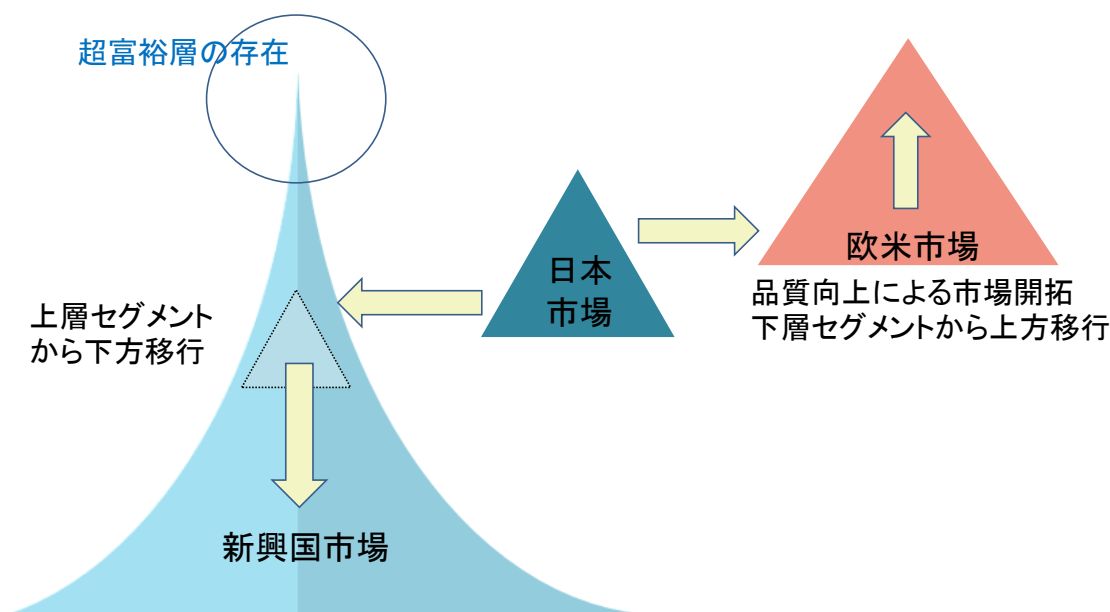 超富裕層の存在
上層セグメント
から下方移行
新興国市場
日本
市場
欧米市場
品質向上による市場開拓
下層セグメントから上方移行